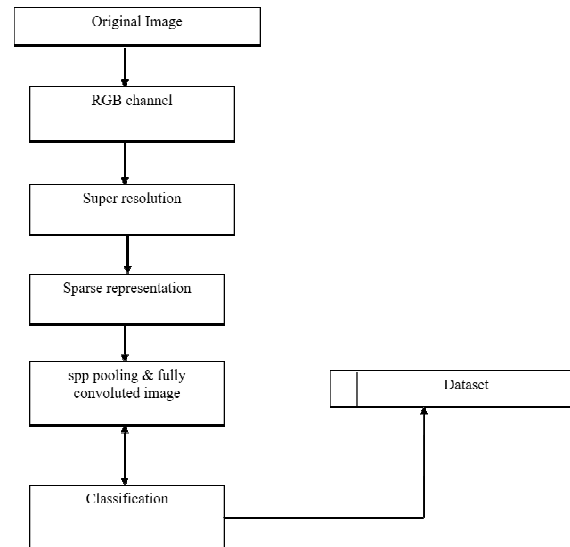 Original Image
RGB channel
Super resolution
Sparse representation
spp pooling & fully
convoluted image
Dataset
Classification